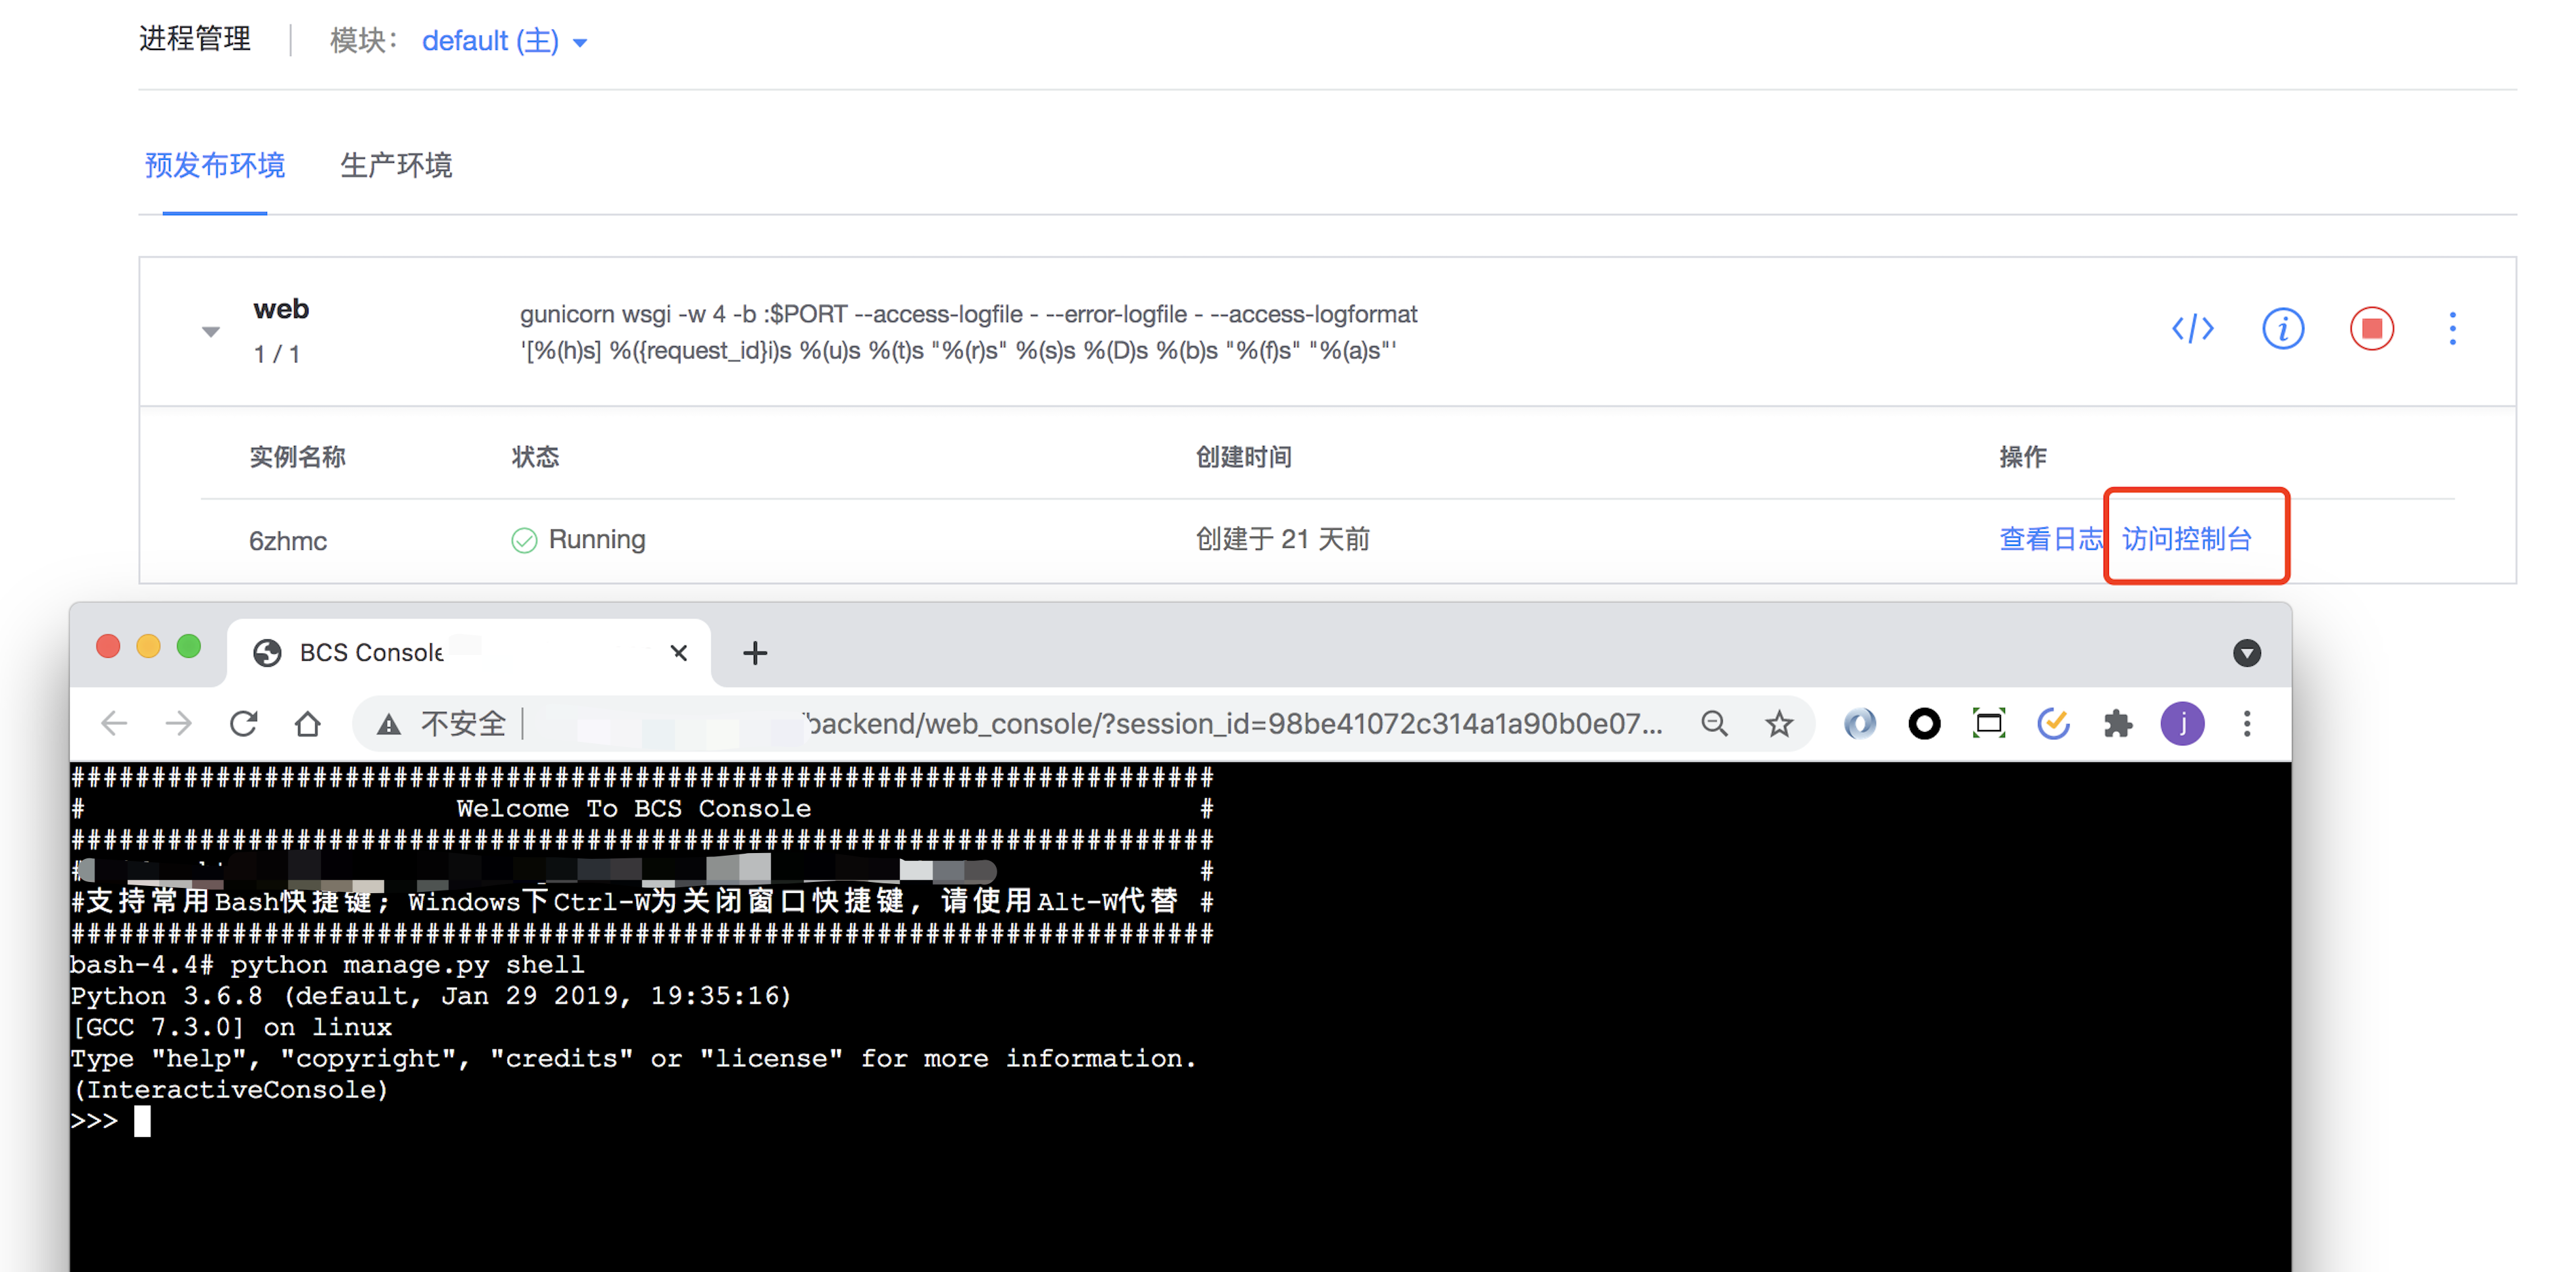 进程管理
模块： default (主)
预发布环境 生产环境
web
gunicorn wsgi -w 4 -b :$PORT --access-logfile - --error-logfile - --access-logformat
1 / 1
'[%(h)s] %({request_id}i)s %(u)s %(t)s "%(r)s" %(s)s %(D)s %(b)s "%(f)s" "%(a)s"'
实例名称 状态 创建时间 操作
6zhmc Running 创建于 21 天前 查看日志 访问控制台
BCS Console
不安全 /backend/web_console/?session_id=98be41072c314a1a90b0e07...
j
#######################################################################
# Welcome To BCS Console #
#######################################################################
# #
#支持常用Bash快捷键; Windows下Ctrl-W为关闭窗口快捷键, 请使用Alt-W代替 #
#######################################################################
bash-4.4# python manage.py shell
Python 3.6.8 (default, Jan 29 2019, 19:35:16)
[GCC 7.3.0] on linux
Type "help", "copyright", "credits" or "license" for more information.
(InteractiveConsole)
>>>